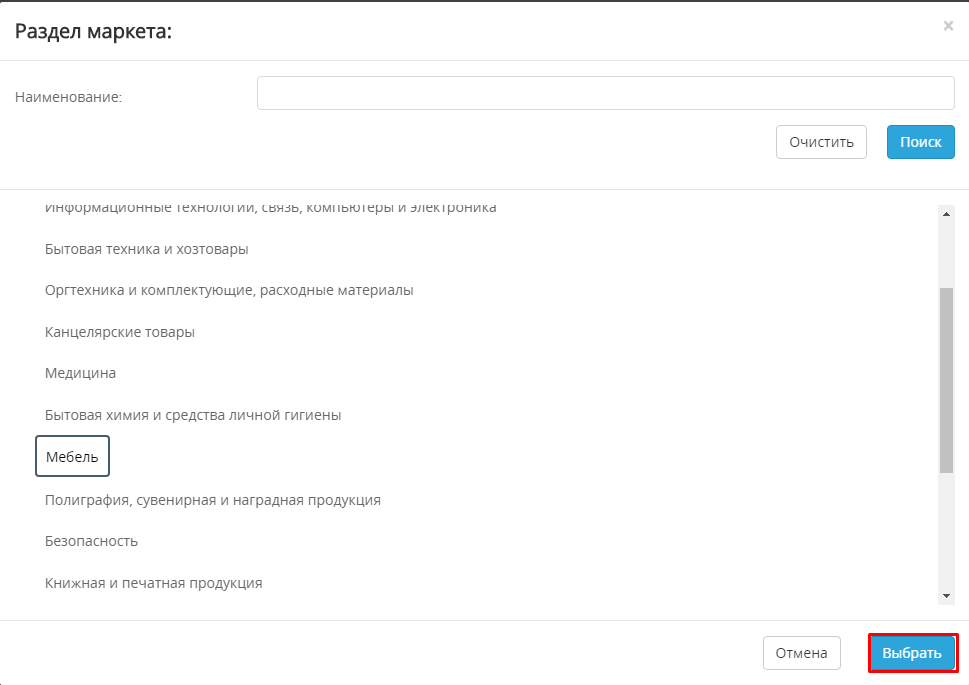 Раздел маркета:
×
Наименование:
Очистить
Поиск
Информационные технологии, связь, компьютеры и электроника
Бытовая техника и хозтовары
Оргтехника и комплектующие, расходные материалы
Канцелярские товары
Медицина
Бытовая химия и средства личной гигиены
Мебель
Полиграфия, сувенирная и наградная продукция
Безопасность
Книжная и печатная продукция
Отмена
Выбрать